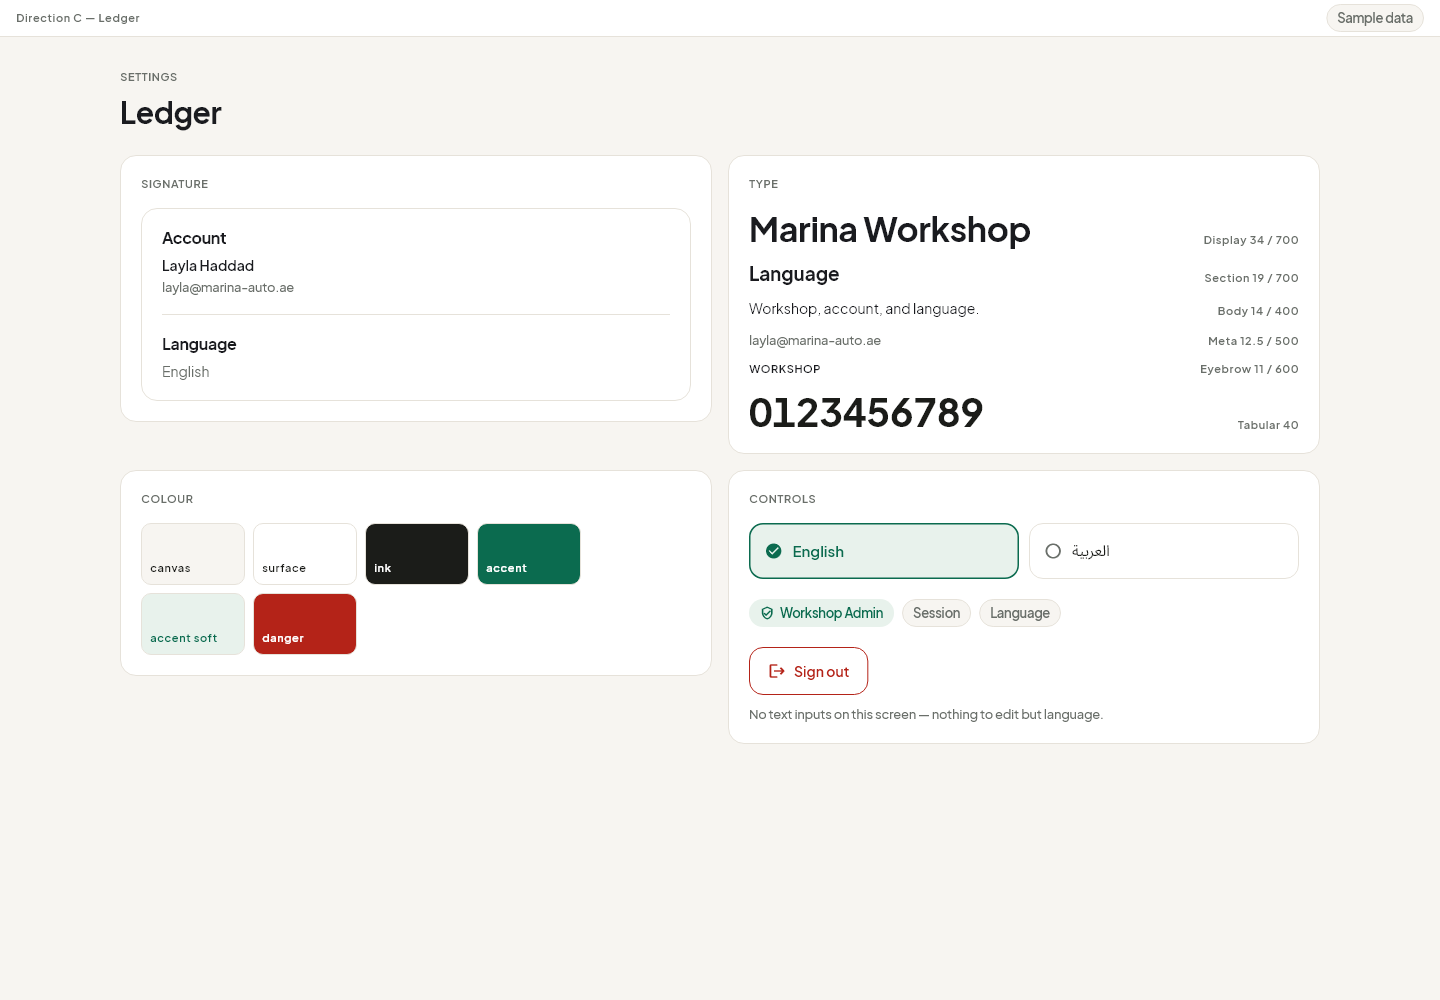 Direction C — Ledger
Sample data
SETTINGS
Ledger
SIGNATURE
Account
Layla Haddad
layla@marina-auto.ae
Language
English
TYPE
Marina Workshop
Display 34 / 700
Language
Section 19 / 700
Workshop, account, and language.
Body 14 / 400
layla@marina-auto.ae
Meta 12.5 / 500
WORKSHOP
Eyebrow 11 / 600
0123456789
Tabular 40
COLOUR
canvas
surface
ink
accent
accent soft
danger
CONTROLS
English
العربية
Workshop Admin
Session
Language
Sign out
No text inputs on this screen — nothing to edit but language.